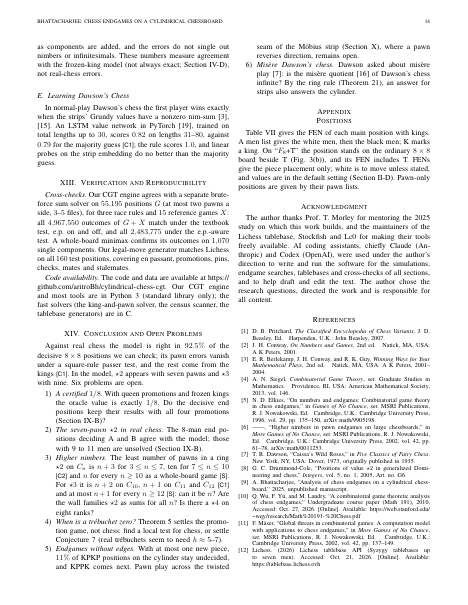 BHATTACHARJEE: CHESS ENDGAMES ON A CYLINDRICAL CHESSBOARD 14
as components are added, and the errors do not single out
numbers or infinitesimals. These numbers measure agreement
with the frozen-king model (not always exact; Section IV-D),
not real-chess errors.
E. Learning Dawson's Chess
In normal-play Dawson's chess the first player wins exactly
when the strips' Grundy values have a nonzero nim-sum [3],
[15]. An LSTM value network in PyTorch [19], trained on
total lengths up to 30, scores 0.82 on lengths 31–80, against
0.79 for the majority guess [Ct]; the rule scores 1.0, and linear
probes on the strip embedding do no better than the majority
guess.
XIII. VERIFICATION AND REPRODUCIBILITY
Cross-checks. Our CGT engine agrees with a separate brute-
force sum solver on 55,195 positions G (at most two pawns a
side, 3–5 files), for three race rules and 15 reference games X:
all 4,967,550 outcomes of G + X match under the textbook
test, e.p. on and off, and all 2,483,775 under the e.p.-aware
test. A whole-board minimax confirms its outcomes on 1,070
single components. Our legal-move generator matches Lichess
on all 160 test positions, covering en passant, promotions, pins,
checks, mates and stalemates.
Code availability. The code and data are available at https://
github.com/aritroBh/cylindrical-chess-cgt. Our CGT engine
and most tools are in Python 3 (standard library only); the
fast solvers (the king-and-pawn solver, the census scanner, the
tablebase generators) are in C.
XIV. CONCLUSION AND OPEN PROBLEMS
Against real chess the model is right in 92.5% of the
decisive 8 × 8 positions we can check; its pawn errors vanish
under a square-rule passer test, and the rest come from the
kings [Ct]. In the model, ⋆2 appears with seven pawns and ⋆3
with nine. Six problems are open.
1) A certified 1/8. With queen promotions and frozen kings
the oracle value is exactly 1/8. Do the decisive end
positions keep their results with all four promotions
(Section IX-B)?
2) The seven-pawn ⋆2 in real chess. The 8-man end po-
sitions deciding A and B agree with the model; those
with 9 to 11 men are unsolved (Section IX-B).
3) Higher numbers. The least number of pawns in a ring
⋆2 on Cn is n + 3 for 3 ≤ n ≤ 7, ten for 7 ≤ n ≤ 10
[C2] and n for every n ≥ 10 as a whole-board game [S].
For ⋆3 it is n + 2 on C10, n + 1 on C11 and C12 [Ct]
and at most n + 1 for every n ≥ 12 [S]: can it be n? Are
the wall families ⋆2 as sums for all n? Is there a ⋆4 on
eight ranks?
4) When is a trébuchet zero? Theorem 5 settles the promo-
tion game, not chess: find a local test for chess, or settle
Conjecture 7 (real trébuchets seem to need h ≈ 5–7).
5) Endgames without edges. With at most one new piece,
11% of KPKP positions on the cylinder stay undecided,
and KPPK comes next. Pawn play across the twisted
seam of the Möbius strip (Section X), where a pawn
reverses direction, remains open.
6) Misère Dawson's chess. Dawson asked about misère
play [7]: is the misère quotient [16] of Dawson's chess
infinite? By the ring rule (Theorem 21), an answer for
strips also answers the cylinder.
APPENDIX
POSITIONS
Table VII gives the FEN of each main position with kings.
A men list gives the white men, then the black men; K marks
a king. On "F8+T" the position stands on the ordinary 8 × 8
board beside T (Fig. 3(b)), and its FEN includes T. FENs
give the piece placement only; white is to move unless stated,
and values are in the default setting (Section II-D). Pawn-only
positions are given by their pawn lists.
ACKNOWLEDGMENT
The author thanks Prof. T. Morley for mentoring the 2025
study on which this work builds, and the maintainers of the
Lichess tablebase, Stockfish and Lc0 for making their tools
freely available. AI coding assistants, chiefly Claude (An-
thropic) and Codex (OpenAI), were used under the author's
direction to write and run the software for the simulations,
endgame searches, tablebases and cross-checks of all sections,
and to help draft and edit the text. The author chose the
research questions, directed the work and is responsible for
all content.
REFERENCES
[1] D. B. Pritchard, The Classified Encyclopedia of Chess Variants, J. D.
Beasley, Ed. Harpenden, U.K.: John Beasley, 2007.
[2] J. H. Conway, On Numbers and Games, 2nd ed. Natick, MA, USA:
A K Peters, 2001.
[3] E. R. Berlekamp, J. H. Conway, and R. K. Guy, Winning Ways for Your
Mathematical Plays, 2nd ed. Natick, MA, USA: A K Peters, 2001–
2004.
[4] A. N. Siegel, Combinatorial Game Theory, ser. Graduate Studies in
Mathematics. Providence, RI, USA: American Mathematical Society,
2013, vol. 146.
[5] N. D. Elkies, "On numbers and endgames: Combinatorial game theory
in chess endgames," in Games of No Chance, ser. MSRI Publications,
R. J. Nowakowski, Ed. Cambridge, U.K.: Cambridge University Press,
1996, vol. 29, pp. 135–150, arXiv:math/9905198.
[6] ——, "Higher nimbers in pawn endgames on large chessboards," in
More Games of No Chance, ser. MSRI Publications, R. J. Nowakowski,
Ed. Cambridge, U.K.: Cambridge University Press, 2002, vol. 42, pp.
61–78, arXiv:math/0011253.
[7] T. R. Dawson, "Caissa's Wild Roses," in Five Classics of Fairy Chess.
New York, NY, USA: Dover, 1973, originally published in 1935.
[8] G. C. Drummond-Cole, "Positions of value ⋆2 in generalized Domi-
neering and chess," Integers, vol. 5, no. 1, 2005, Art. no. G6.
[9] A. Bhattacharjee, "Analysis of chess endgames on a cylindrical chess-
board," 2025, unpublished manuscript.
[10] Q. Wu, F. Yu, and M. Landry, "A combinatorial game theoretic analysis
of chess endgames," Undergraduate course paper (Math 191), 2010,
Accessed: Oct. 27, 2026 [Online]. Available: https://web.stanford.edu/
[11] F. Mäser, "Global threats in combinatorial games: A computation model
with applications to chess endgames," in More Games of No Chance,
ser. MSRI Publications, R. J. Nowakowski, Ed. Cambridge, U.K.:
Cambridge University Press, 2002, vol. 42, pp. 137–149.
[12] Lichess. (2026) Lichess tablebase API (Syzygy tablebases up
to seven men). Accessed: Oct. 21, 2026. [Online]. Available:
https://tablebase.lichess.ovh